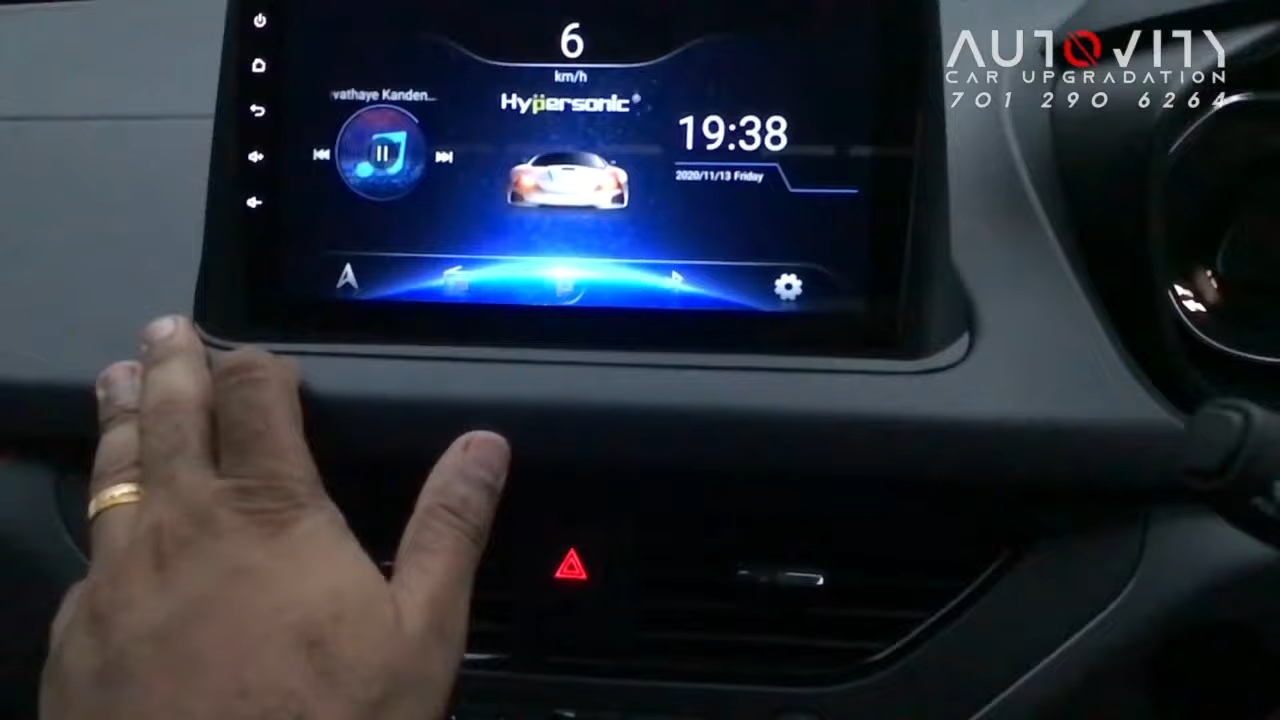 6
km/h
vathaye Kanden...
Hypersonic®
19:38
2020/11/13 Friday
AUTOVITY
CAR UPGRADATION
701 290 6264